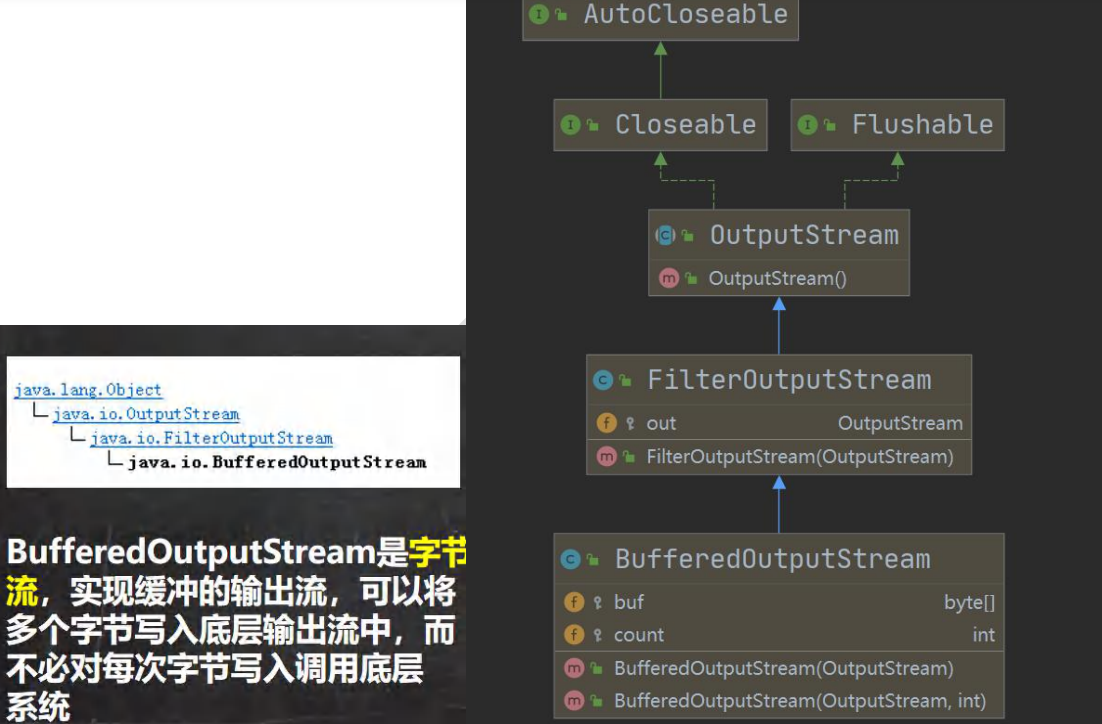 java.lang.Object
java.io.OutputStream
java.io.FilterOutputStream
java.io.BufferedOutputStream
BufferedOutputStream是字节
流，实现缓冲的输出流，可以将
多个字节写入底层输出流中，而
不必对每次字节写入调用底层
系统
I AutoCloseable
I Closeable
I Flushable
C OutputStream
m OutputStream()
C FilterOutputStream
f out OutputStream
m FilterOutputStream(OutputStream)
C BufferedOutputStream
f buf byte[]
f count int
m BufferedOutputStream(OutputStream)
m BufferedOutputStream(OutputStream, int)